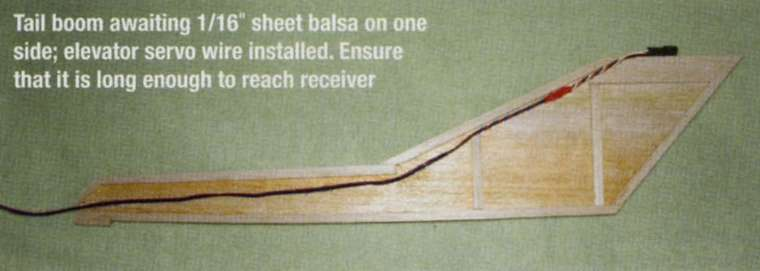 Tail boom awaiting 1/16" sheet balsa on one
side; elevator servo wire installed. Ensure
that it is long enough to reach receiver